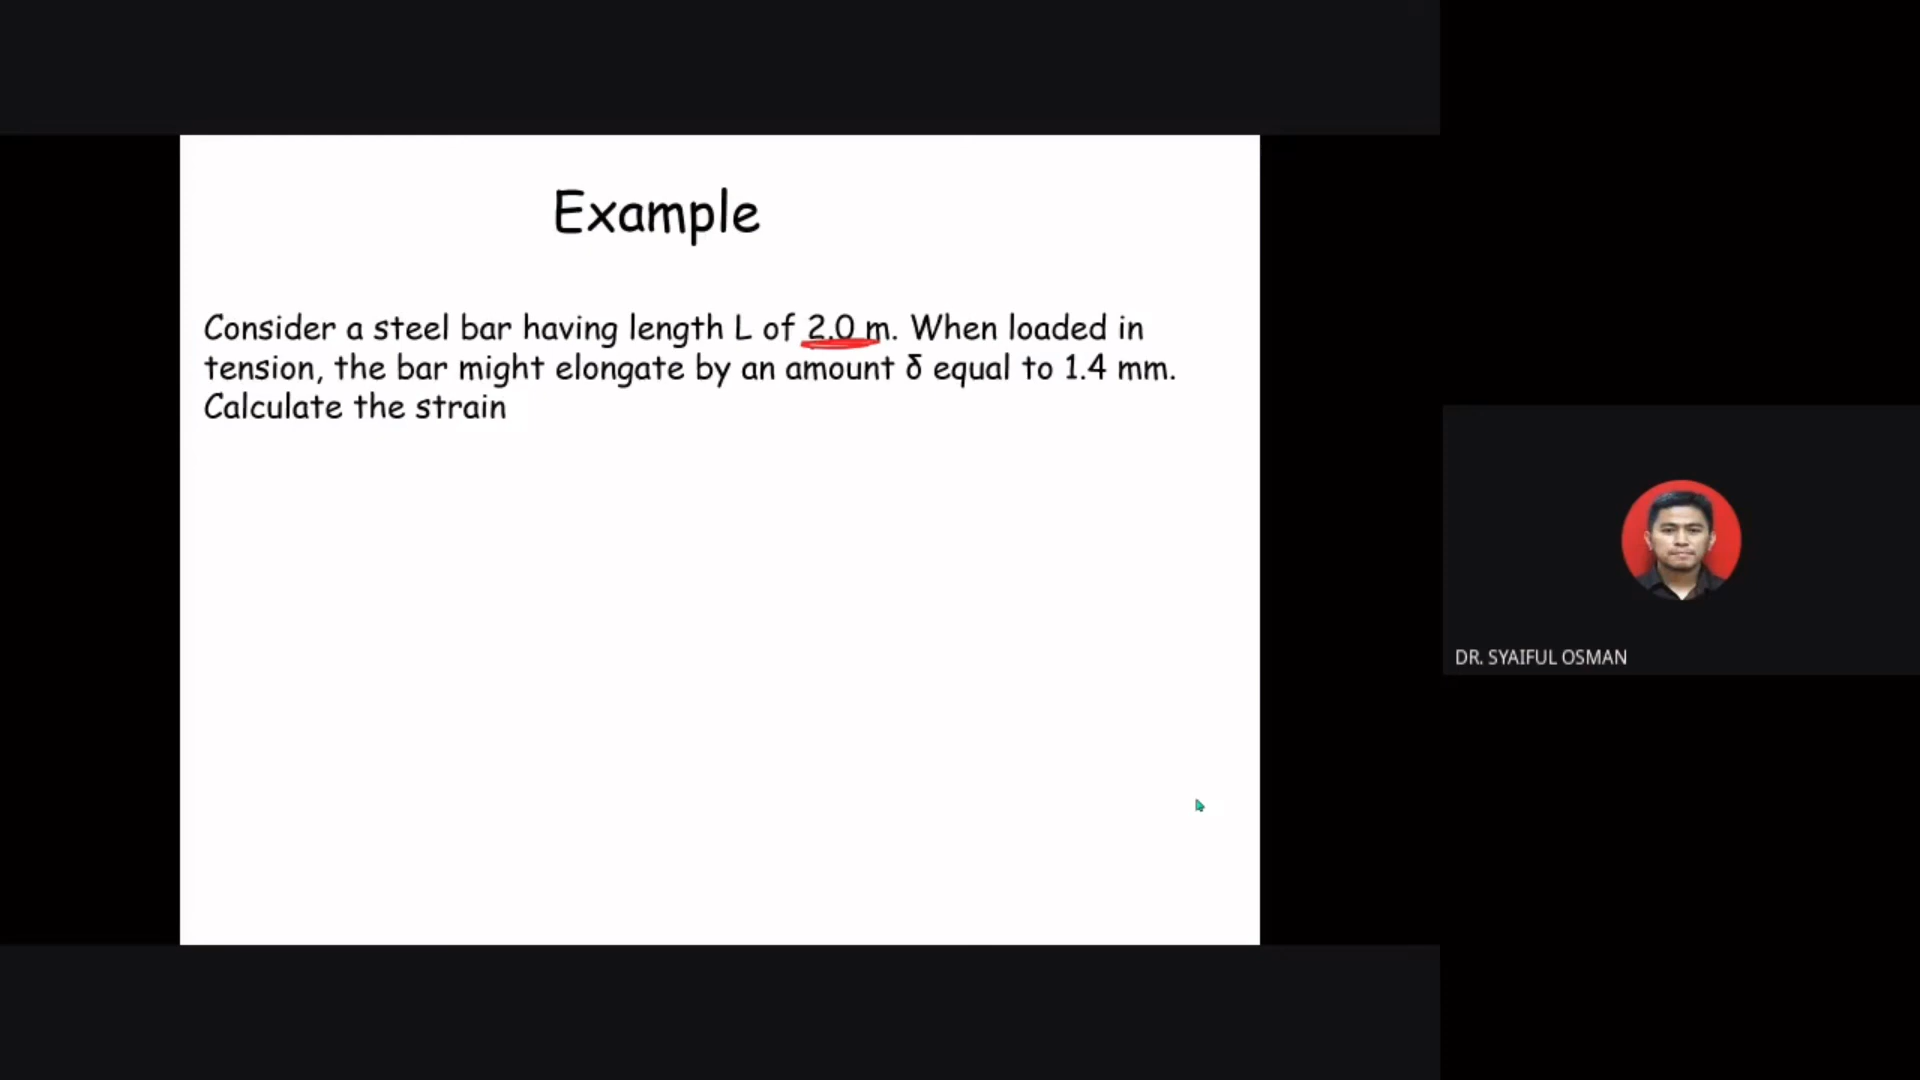 Example
Consider a steel bar having length L of 2.0 m. When loaded in
tension, the bar might elongate by an amount δ equal to 1.4 mm.
Calculate the strain
DR. SYAIFUL OSMAN